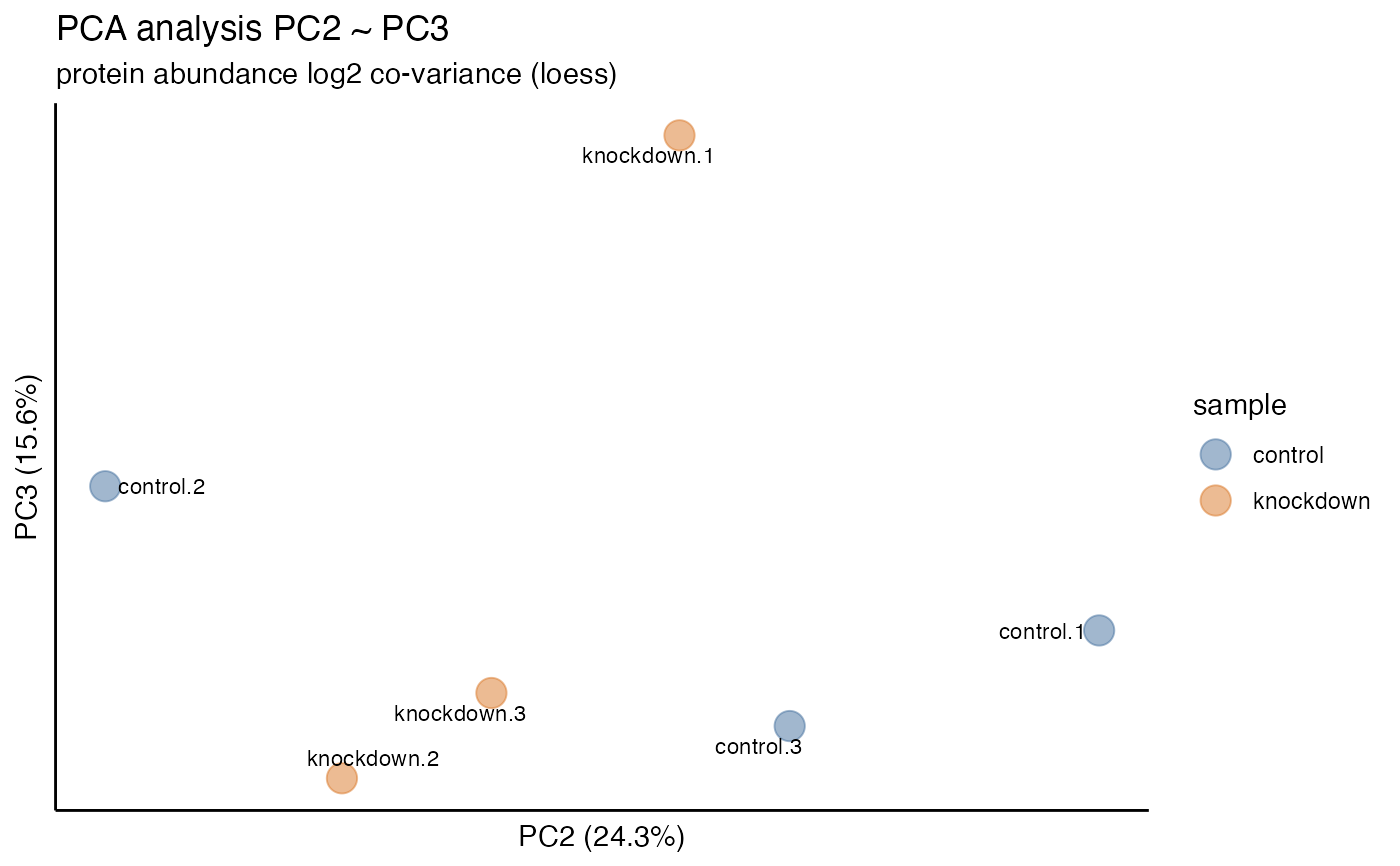 PCA analysis PC2 ~ PC3
protein abundance log2 co-variance (loess)
knockdown.1
control.2
control.1
knockdown.3
control.3
knockdown.2
PC3 (15.6%)
PC2 (24.3%)
sample
control
knockdown